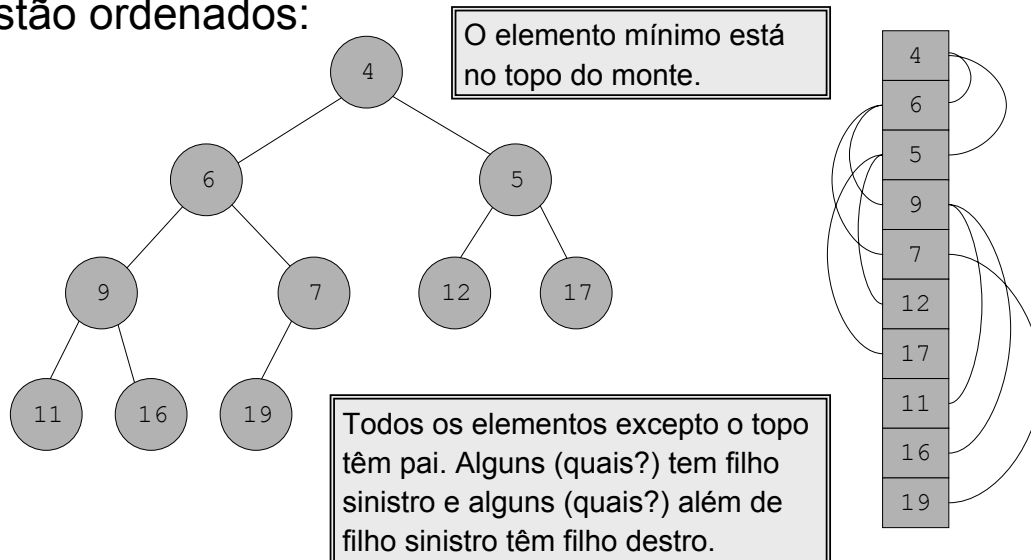 stão ordenados:
O elemento mínimo está
no topo do monte.
4
6
5
9
7
12
17
11
16
19
Todos os elementos excepto o topo
têm pai. Alguns (quais?) tem filho
sinistro e alguns (quais?) além de
filho sinistro têm filho destro.
4
6
5
9
7
12
17
11
16
19